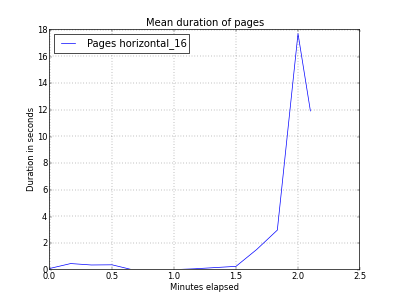 Mean duration of pages
Pages horizontal_16
Duration in seconds
18
16
14
12
10
8
6
4
2
0
0.0 0.5 1.0 1.5 2.0 2.5
Minutes elapsed